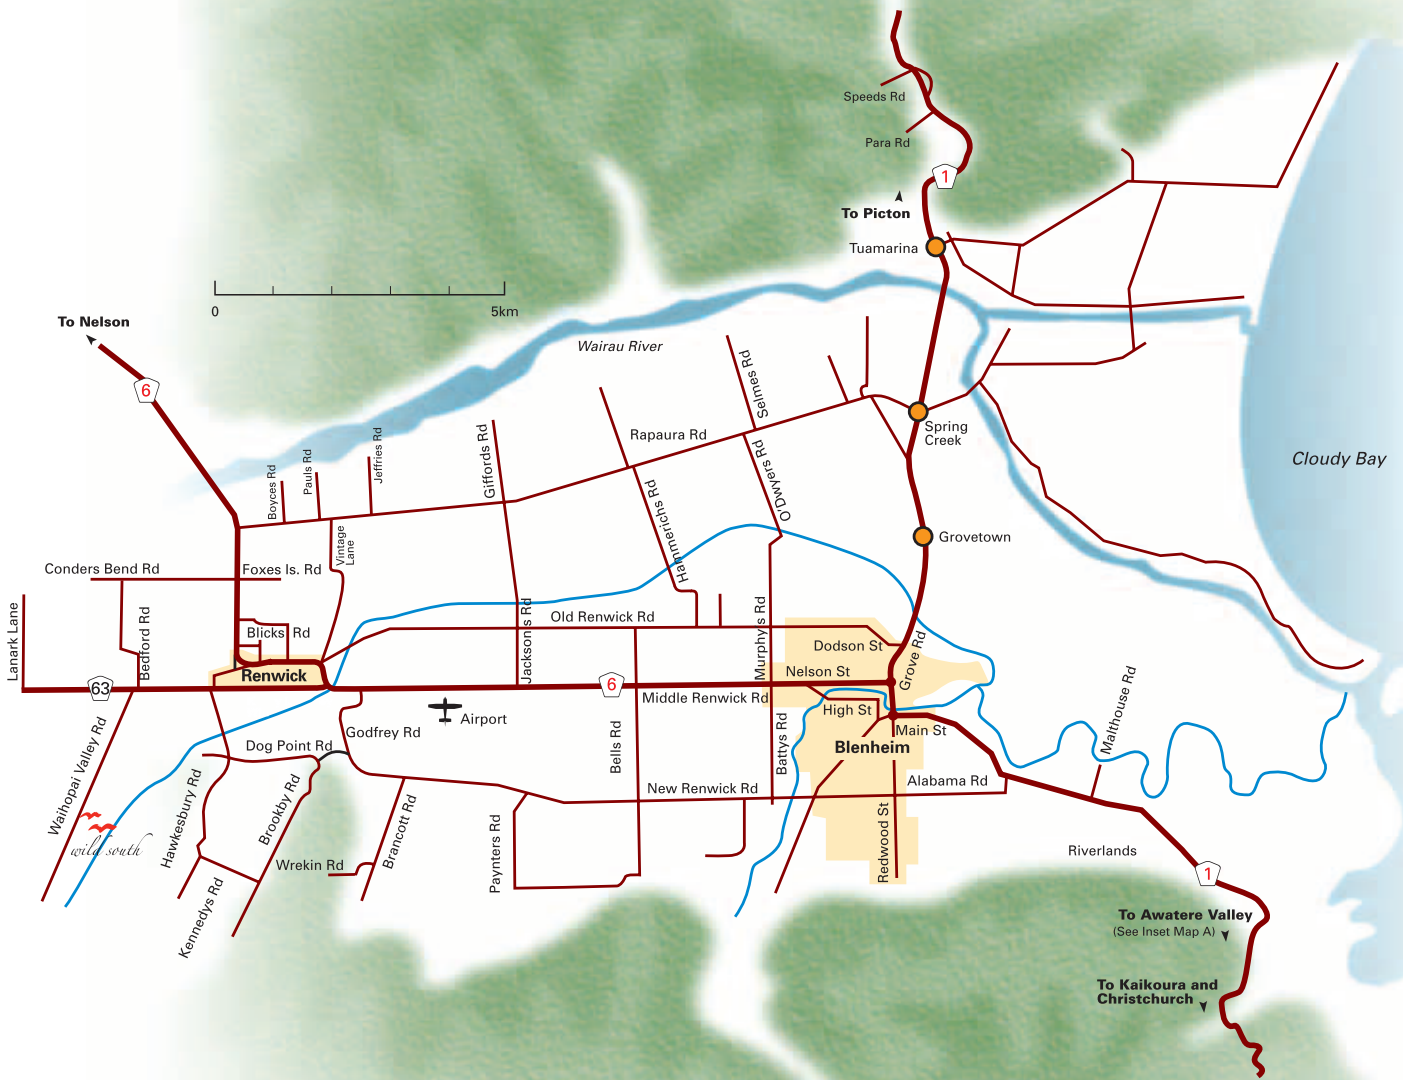 Speeds Rd
Para Rd
1
To Picton
Tuamarina
0
5km
To Nelson
Wairau River
6
Selmes Rd
Rapaura Rd
Spring
Creek
Cloudy Bay
Giffords Rd
Jeffries Rd
Pauls Rd
Boyces Rd
O'Dwyers Rd
Hammerichs Rd
Vintage
Lane
Grovetown
Conders Bend Rd
Foxes Is. Rd
Lanark Lane
Bedford Rd
Blicks Rd
Old Renwick Rd
Jackson's Rd
Murphy's Rd
Dodson St
Grove Rd
Nelson St
Renwick
63
6
Middle Renwick Rd
High St
Main St
Malthouse Rd
Airport
Godfrey Rd
Dog Point Rd
Bells Rd
Battys Rd
Blenheim
Waihopai Valley Rd
Hawkesbury Rd
Brookby Rd
New Renwick Rd
Alabama Rd
wild south
Wrekin Rd
Brancott Rd
Paynters Rd
Redwood St
Riverlands
1
Kennedys Rd
To Awatere Valley
(See Inset Map A)
To Kaikoura and
Christchurch